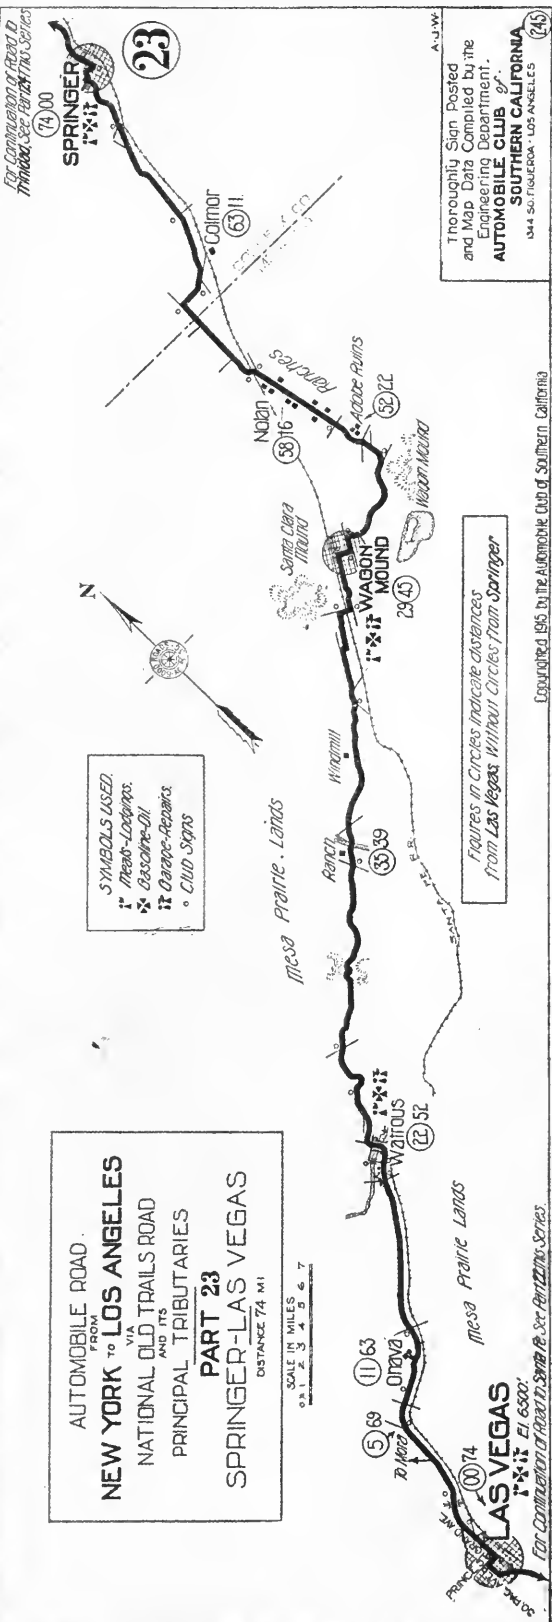 AUTOMOBILE ROAD
FROM
NEW YORK TO LOS ANGELES
VIA
NATIONAL OLD TRAILS ROAD
AND ITS
PRINCIPAL TRIBUTARIES
PART 23
SPRINGER-LAS VEGAS
DISTANCE 74 MI
SCALE IN MILES
0 1 2 3 4 5 6 7
SYMBOLS USED.
Meals-Lodgings.
Gasoline-Oil.
Garage-Repairs.
Club Signs
N
For Continuation of Road to
Trinidad, See Part 24 This Series
23
74 00
SPRINGER
Colmor
63 11
Nolan
58 16
Ranches
Adobe Ruins
52 22
Wagon Mound
Santa Clara
Mound
WAGON
MOUND
29 45
Windmill
Ranch
35 39
Mesa Prairie Lands
SANTA FE R.R.
Watrous
22 52
Mesa Prairie Lands
Onava
11 63
5 69
To Mora
00 74
LAS VEGAS
El. 6500'
GRAND AVE.
SO. PAC.
For Continuation of Road to Santa Fe See Part 22 This Series.
Figures in Circles indicate distances
from Las Vegas Without Circles from Springer
A.J.W.
Thoroughly Sign Posted
and Map Data Compiled by the
Engineering Department.
AUTOMOBILE CLUB of
SOUTHERN CALIFORNIA
1344 SO. FIGUEROA - LOS ANGELES
245
Copyrighted 1915 by the Automobile Club of Southern California